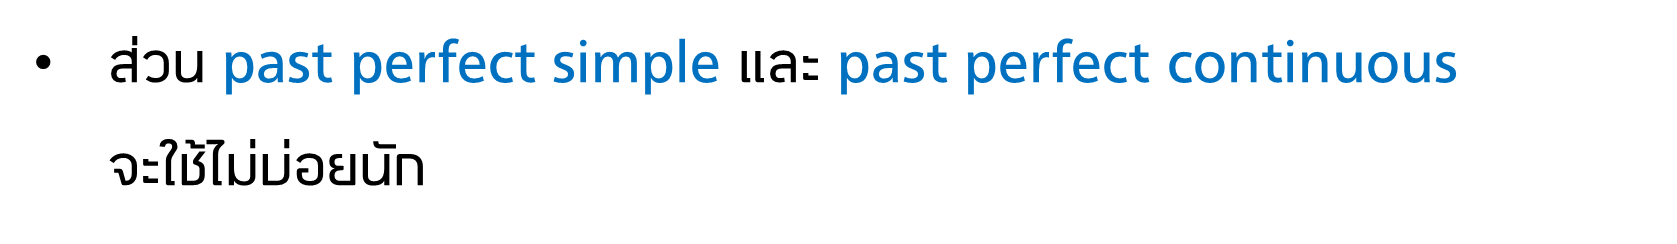 • ส่วน past perfect simple และ past perfect continuous
จะใช้ไม่บ่อยนัก